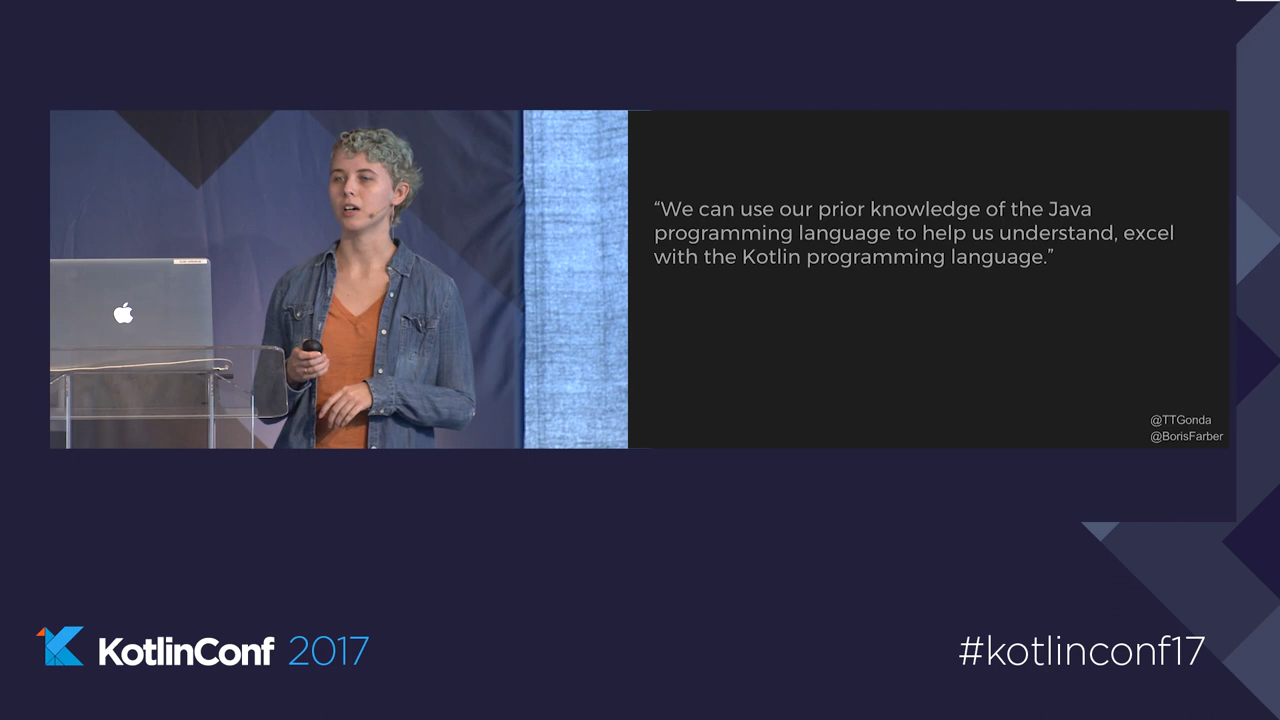 “We can use our prior knowledge of the Java
programming language to help us understand, excel
with the Kotlin programming language.”
@TTGonda
@BorisFarber
KotlinConf 2017
#kotlinconf17